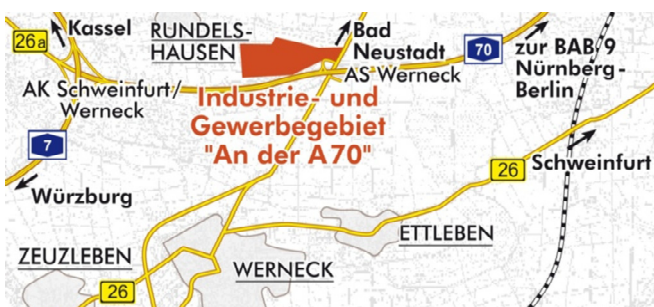 Kassel
26a
RUNDELS-
HAUSEN
Bad
Neustadt
AS Werneck
70
zur BAB 9
Nürnberg-
Berlin
AK Schweinfurt/
Werneck
Industrie- und
Gewerbegebiet
"An der A70"
7
Würzburg
26
Schweinfurt
ETTLEBEN
ZEUZLEBEN
WERNECK
26